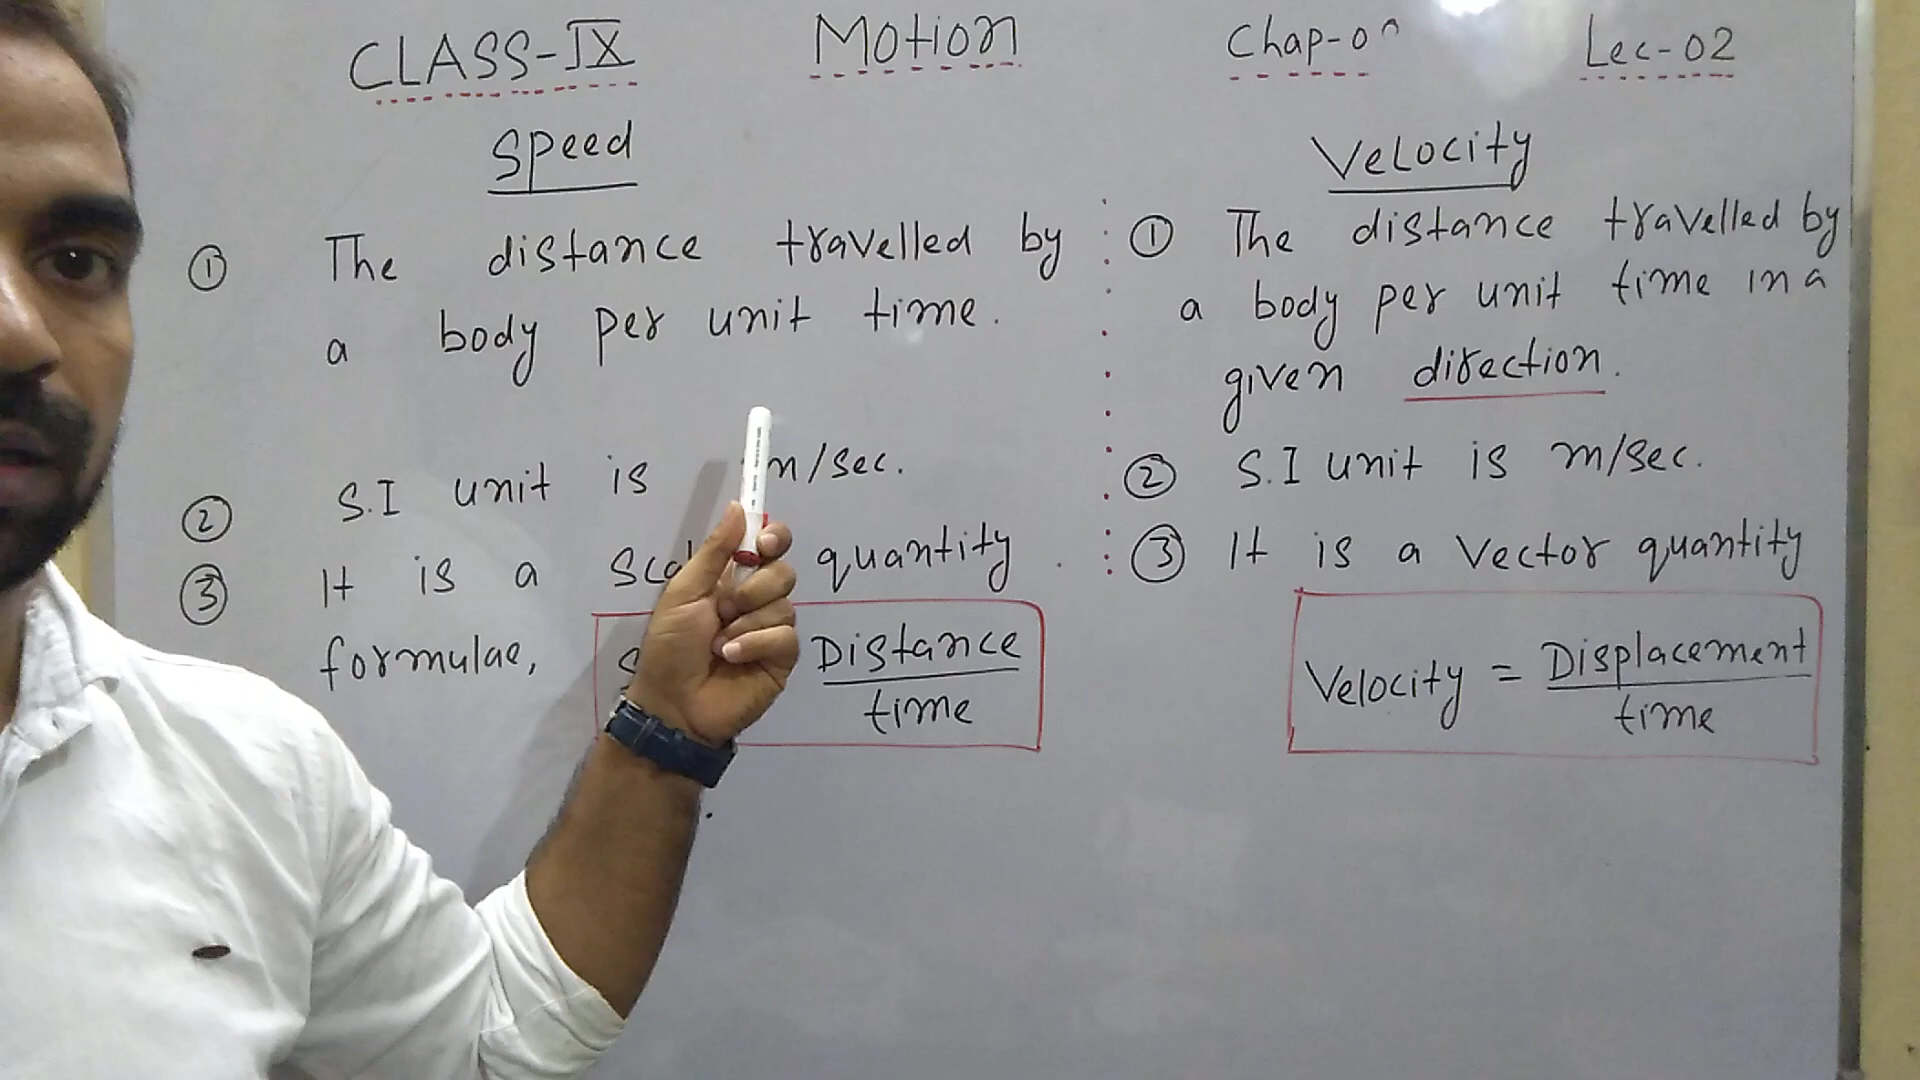 CLASS-IX Motion Chap-0 Lec-02
Speed
① The distance travelled by
a body per unit time.
② S.I unit is m/sec.
③ It is a quantity.
formulae, Distance
time
Velocity
① The distance travelled by
a body per unit time in a
given direction.
② S.I unit is m/sec.
③ It is a vector quantity
Velocity = Displacement
time